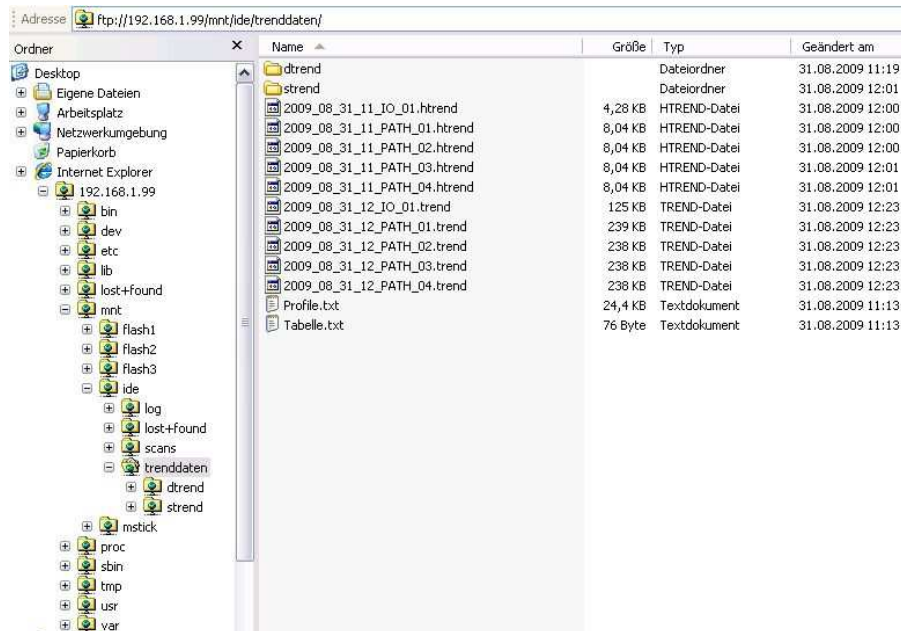 Adresse ftp://192.168.1.99/mnt/ide/trenddaten/
Ordner
Desktop
Eigene Dateien
Arbeitsplatz
Netzwerkumgebung
Papierkorb
Internet Explorer
192.168.1.99
bin
dev
etc
lib
lost+found
mnt
flash1
flash2
flash3
ide
log
lost+found
scans
trenddaten
dtrend
strend
mstick
proc
sbin
tmp
usr
var
Name Größe Typ Geändert am
dtrend Dateiordner 31.08.2009 11:19
strend Dateiordner 31.08.2009 12:01
2009_08_31_11_IO_01.htrend 4,28 KB HTREND-Datei 31.08.2009 12:00
2009_08_31_11_PATH_01.htrend 8,04 KB HTREND-Datei 31.08.2009 12:00
2009_08_31_11_PATH_02.htrend 8,04 KB HTREND-Datei 31.08.2009 12:00
2009_08_31_11_PATH_03.htrend 8,04 KB HTREND-Datei 31.08.2009 12:01
2009_08_31_11_PATH_04.htrend 8,04 KB HTREND-Datei 31.08.2009 12:01
2009_08_31_12_IO_01.trend 125 KB TREND-Datei 31.08.2009 12:23
2009_08_31_12_PATH_01.trend 239 KB TREND-Datei 31.08.2009 12:23
2009_08_31_12_PATH_02.trend 238 KB TREND-Datei 31.08.2009 12:23
2009_08_31_12_PATH_03.trend 238 KB TREND-Datei 31.08.2009 12:23
2009_08_31_12_PATH_04.trend 238 KB TREND-Datei 31.08.2009 12:23
Profile.txt 24,4 KB Textdokument 31.08.2009 11:13
Tabelle.txt 76 Byte Textdokument 31.08.2009 11:13